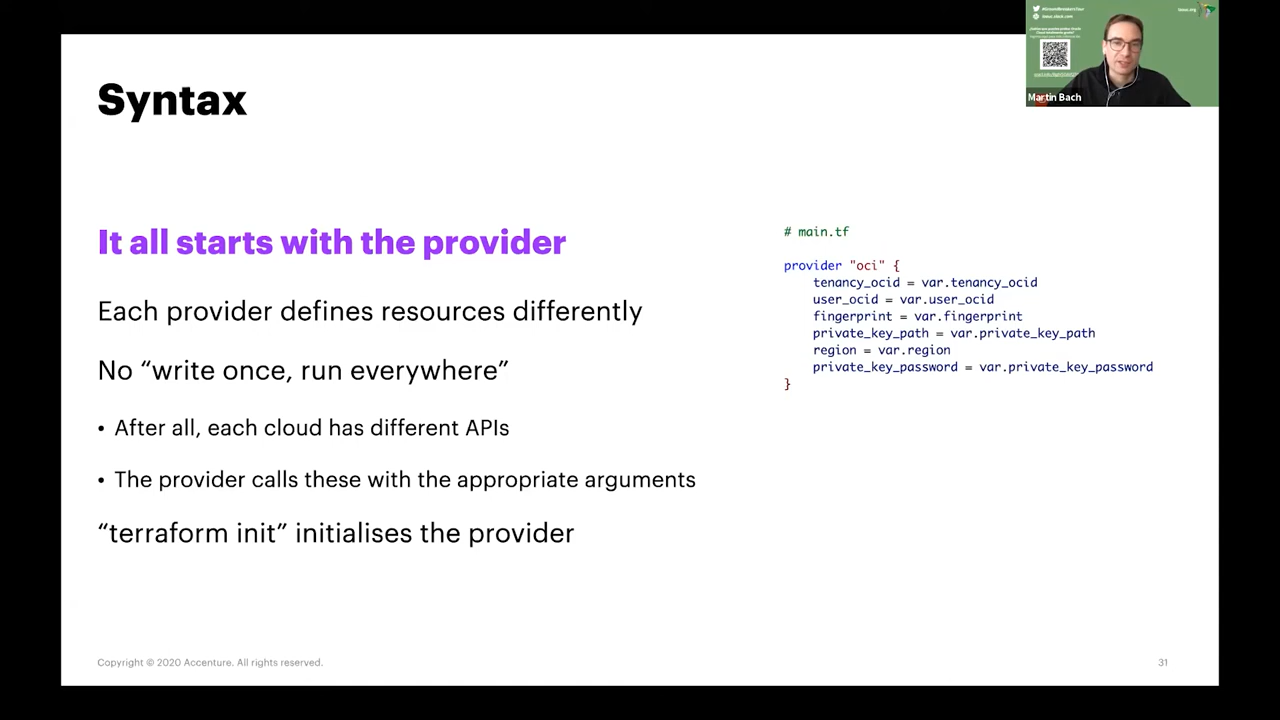 Syntax
It all starts with the provider
Each provider defines resources differently
No “write once, run everywhere”
• After all, each cloud has different APIs
• The provider calls these with the appropriate arguments
“terraform init” initialises the provider
# main.tf
provider "oci" {
    tenancy_ocid = var.tenancy_ocid
    user_ocid = var.user_ocid
    fingerprint = var.fingerprint
    private_key_path = var.private_key_path
    region = var.region
    private_key_password = var.private_key_password
}
Copyright © 2020 Accenture. All rights reserved.
31
Martin Bach